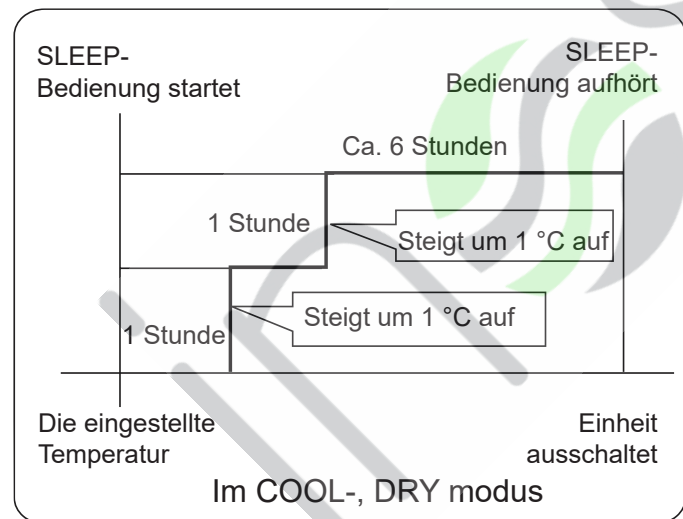 SLEEP-
Bedienung startet
SLEEP-
Bedienung aufhört
Ca. 6 Stunden
1 Stunde
Steigt um 1 °C auf
1 Stunde
Steigt um 1 °C auf
Die eingestellte
Temperatur
Einheit
ausschaltet
Im COOL-, DRY modus